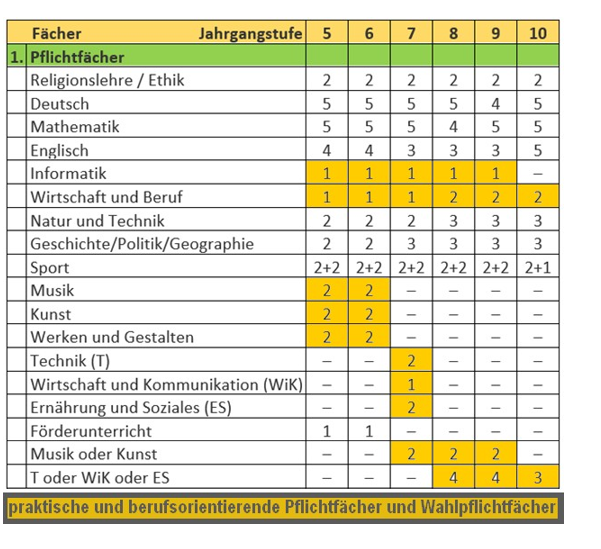 Fächer Jahrgangstufe 5 6 7 8 9 10
1. Pflichtfächer
Religionslehre / Ethik 2 2 2 2 2 2
Deutsch 5 5 5 5 4 5
Mathematik 5 5 5 4 5 5
Englisch 4 4 3 3 3 5
Informatik 1 1 1 1 1 –
Wirtschaft und Beruf 1 1 1 2 2 2
Natur und Technik 2 2 2 3 3 3
Geschichte/Politik/Geographie 2 2 3 3 3 3
Sport 2+2 2+2 2+2 2+2 2+2 2+1
Musik 2 2 – – – –
Kunst 2 2 – – – –
Werken und Gestalten 2 2 – – – –
Technik (T) – – 2 – – –
Wirtschaft und Kommunikation (WiK) – – 1 – – –
Ernährung und Soziales (ES) – – 2 – – –
Förderunterricht 1 1 – – – –
Musik oder Kunst – – 2 2 2 –
T oder WiK oder ES – – – 4 4 3
praktische und berufsorientierende Pflichtfächer und Wahlpflichtfächer